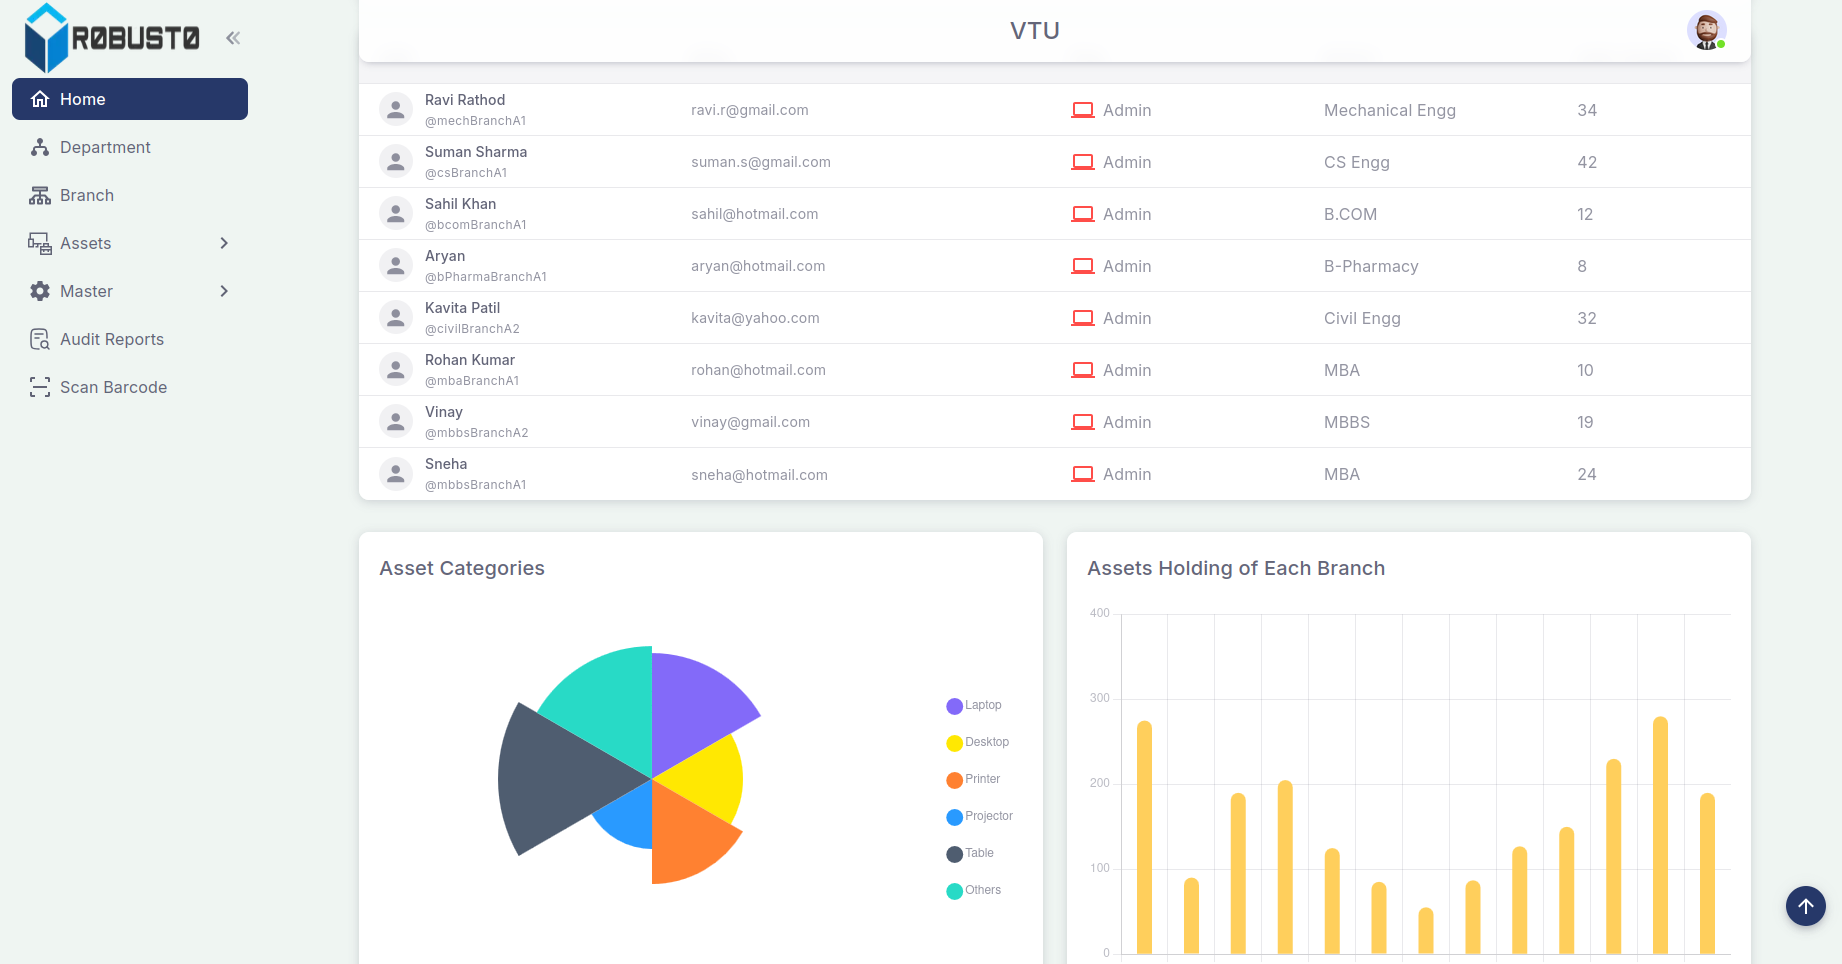 R0BUST0
VTU
Home
Department
Branch
Assets
Master
Audit Reports
Scan Barcode
Ravi Rathod
@mechBranchA1
ravi.r@gmail.com Admin Mechanical Engg 34
Suman Sharma
@csBranchA1
suman.s@gmail.com Admin CS Engg 42
Sahil Khan
@bcomBranchA1
sahil@hotmail.com Admin B.COM 12
Aryan
@bPharmaBranchA1
aryan@hotmail.com Admin B-Pharmacy 8
Kavita Patil
@civilBranchA2
kavita@yahoo.com Admin Civil Engg 32
Rohan Kumar
@mbaBranchA1
rohan@hotmail.com Admin MBA 10
Vinay
@mbbsBranchA2
vinay@gmail.com Admin MBBS 19
Sneha
@mbbsBranchA1
sneha@hotmail.com Admin MBA 24
Asset Categories
Laptop
Desktop
Printer
Projector
Table
Others
Assets Holding of Each Branch
400
300
200
100
0